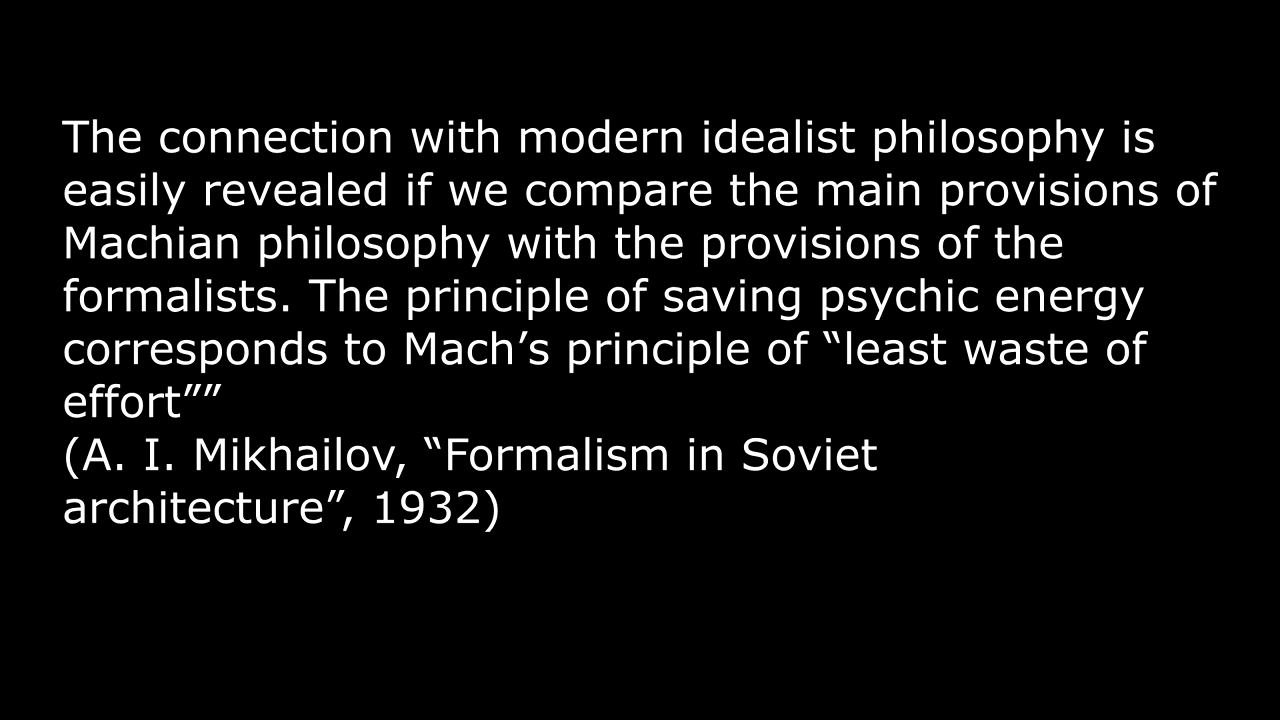 The connection with modern idealist philosophy is
easily revealed if we compare the main provisions of
Machian philosophy with the provisions of the
formalists. The principle of saving psychic energy
corresponds to Mach’s principle of “least waste of
effort””
(A. I. Mikhailov, “Formalism in Soviet
architecture”, 1932)